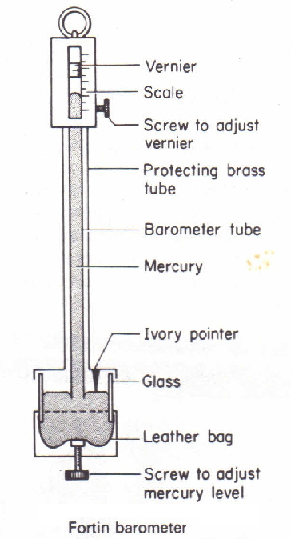 Vernier
Scale
Screw to adjust
vernier
Protecting brass
tube
Barometer tube
Mercury
Ivory pointer
Glass
Leather bag
Screw to adjust
mercury level
Fortin barometer